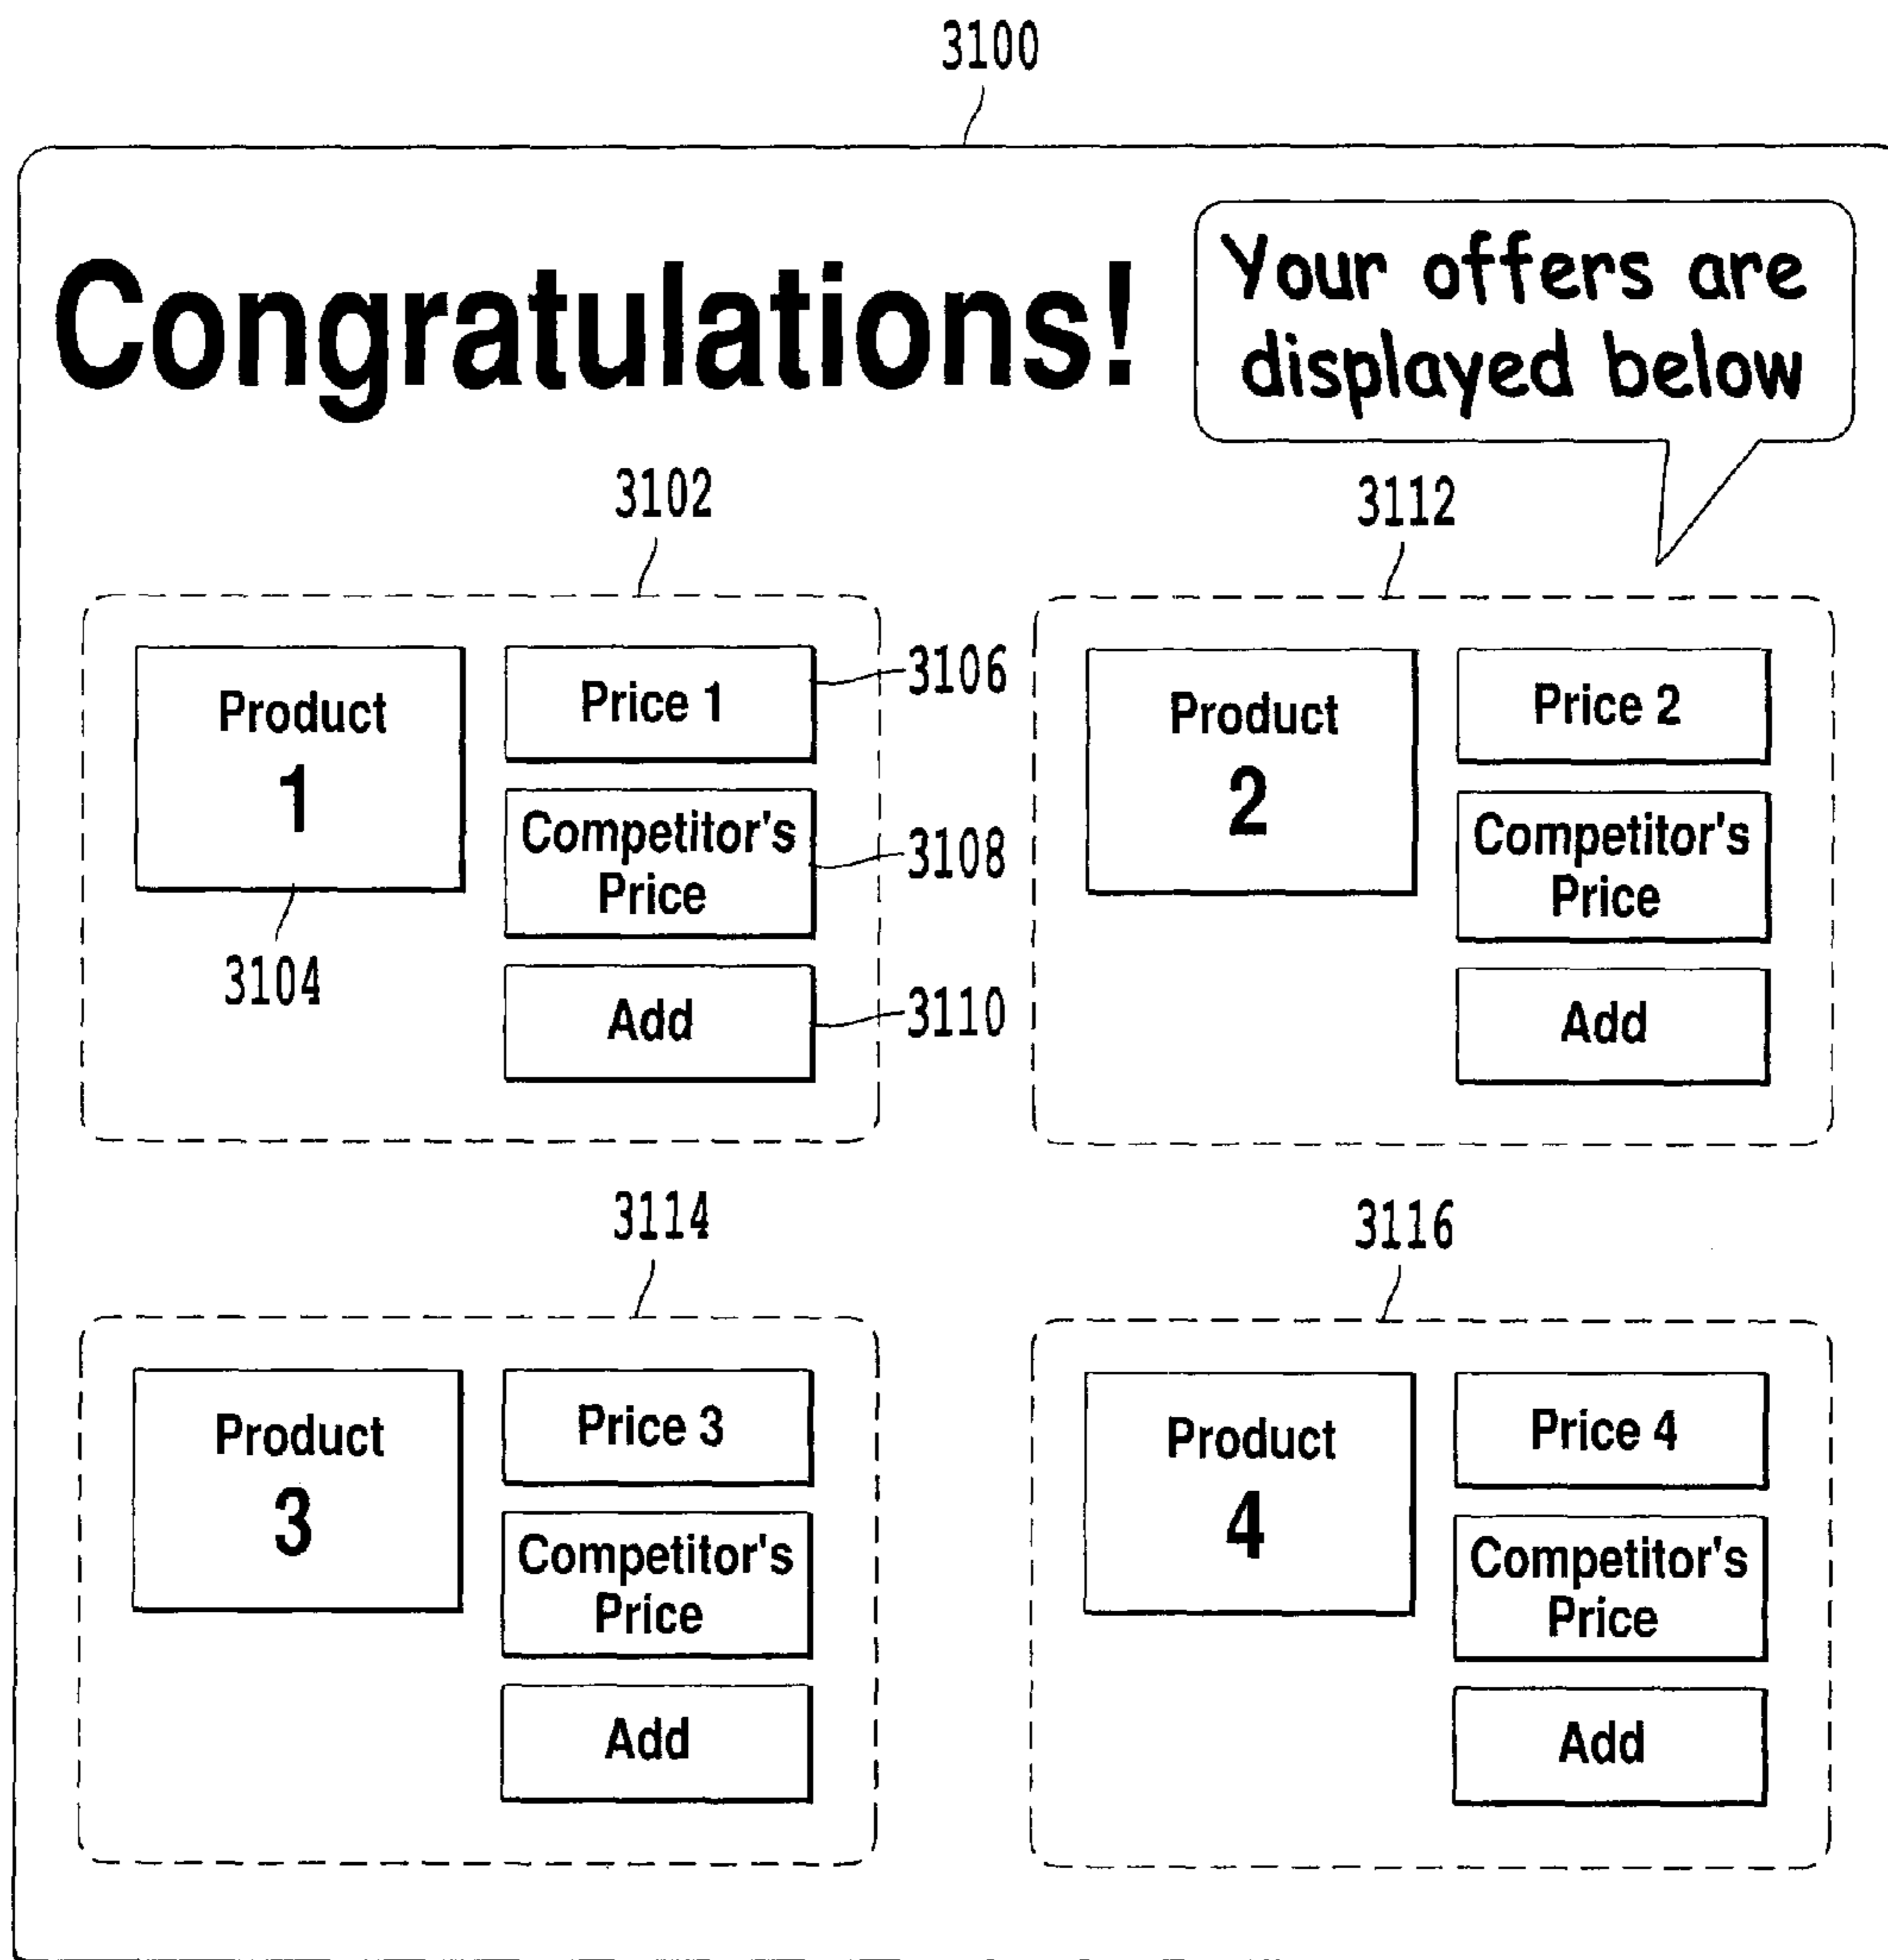 3100
Congratulations!
Your offers are
displayed below
3102
3112
Product
1
3104
Price 1
3106
Competitor's
Price
3108
Add
3110
Product
2
Price 2
Competitor's
Price
Add
3114
3116
Product
3
Price 3
Competitor's
Price
Add
Product
4
Price 4
Competitor's
Price
Add